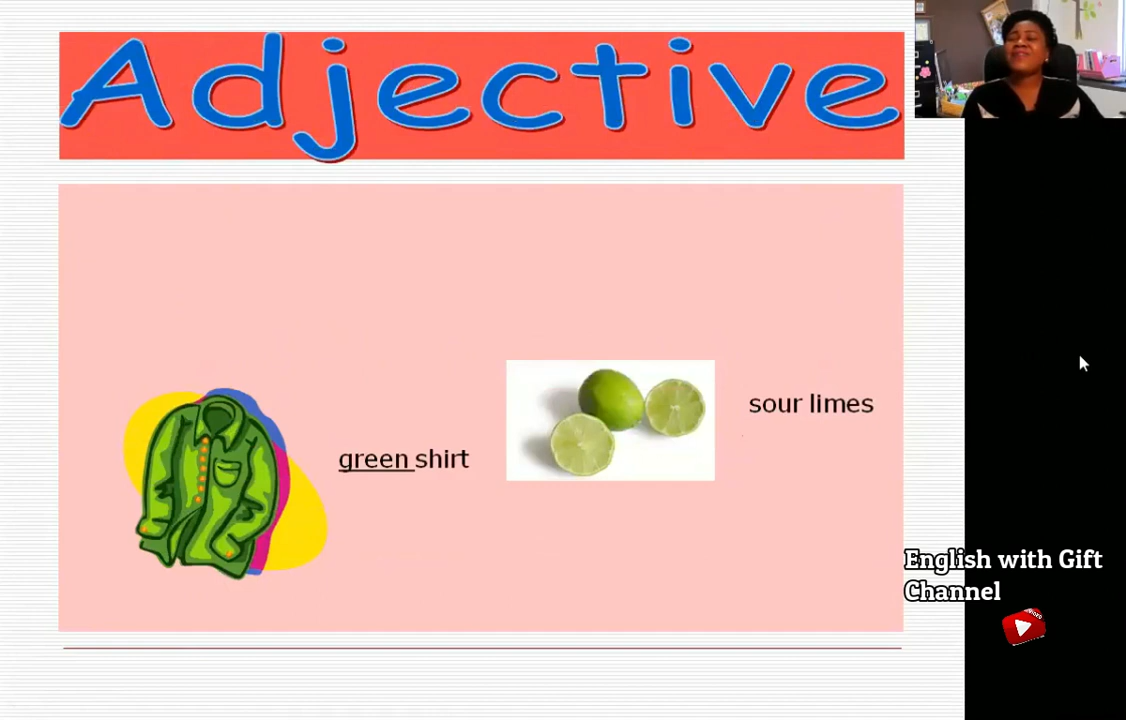 Adjective
sour limes
green shirt
English with Gift
Channel